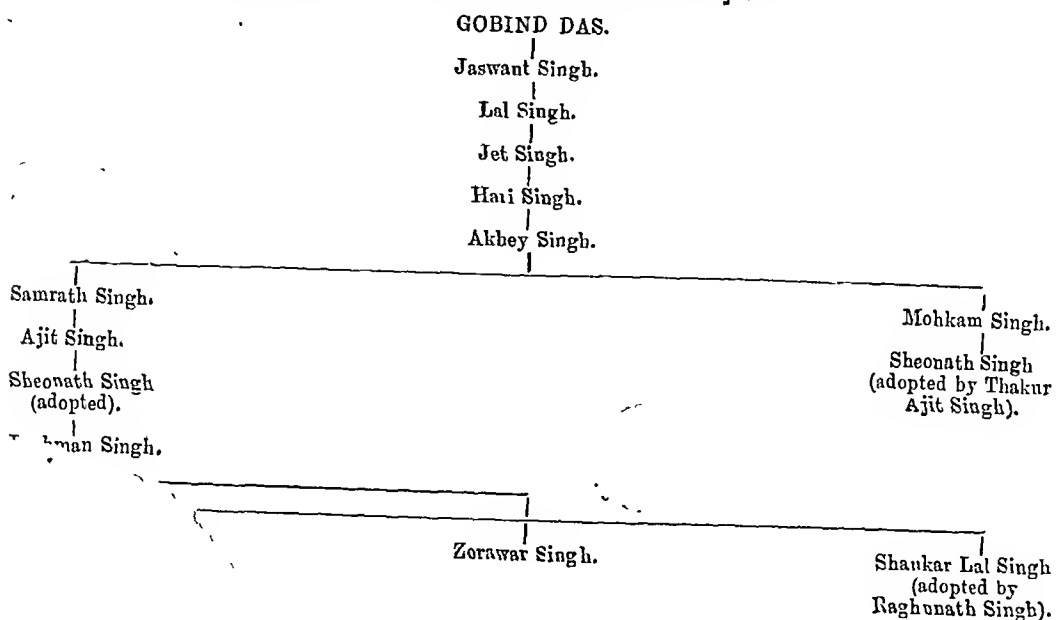 GOBIND DAS.
Jaswant Singh.
Lal Singh.
Jet Singh.
Hari Singh.
Akhey Singh.
Samrath Singh.
Mohkam Singh.
Ajit Singh.
Sheonath Singh
(adopted by Thakur
Ajit Singh).
Sheonath Singh
(adopted).
Singh.
Zorawar Singh.
Shankar Lal Singh
(adopted by
Raghunath Singh).